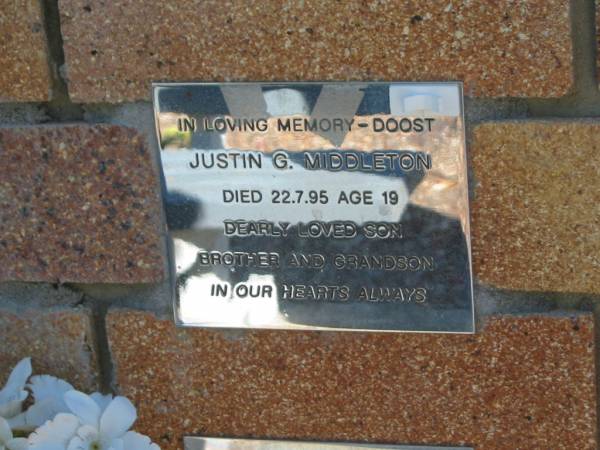 IN LOVING MEMORY-DOOST
JUSTIN G. MIDDLETON
DIED 22.7.95 AGE 19
DEARLY LOVED SON
BROTHER AND GRANDSON
IN OUR HEARTS ALWAYS